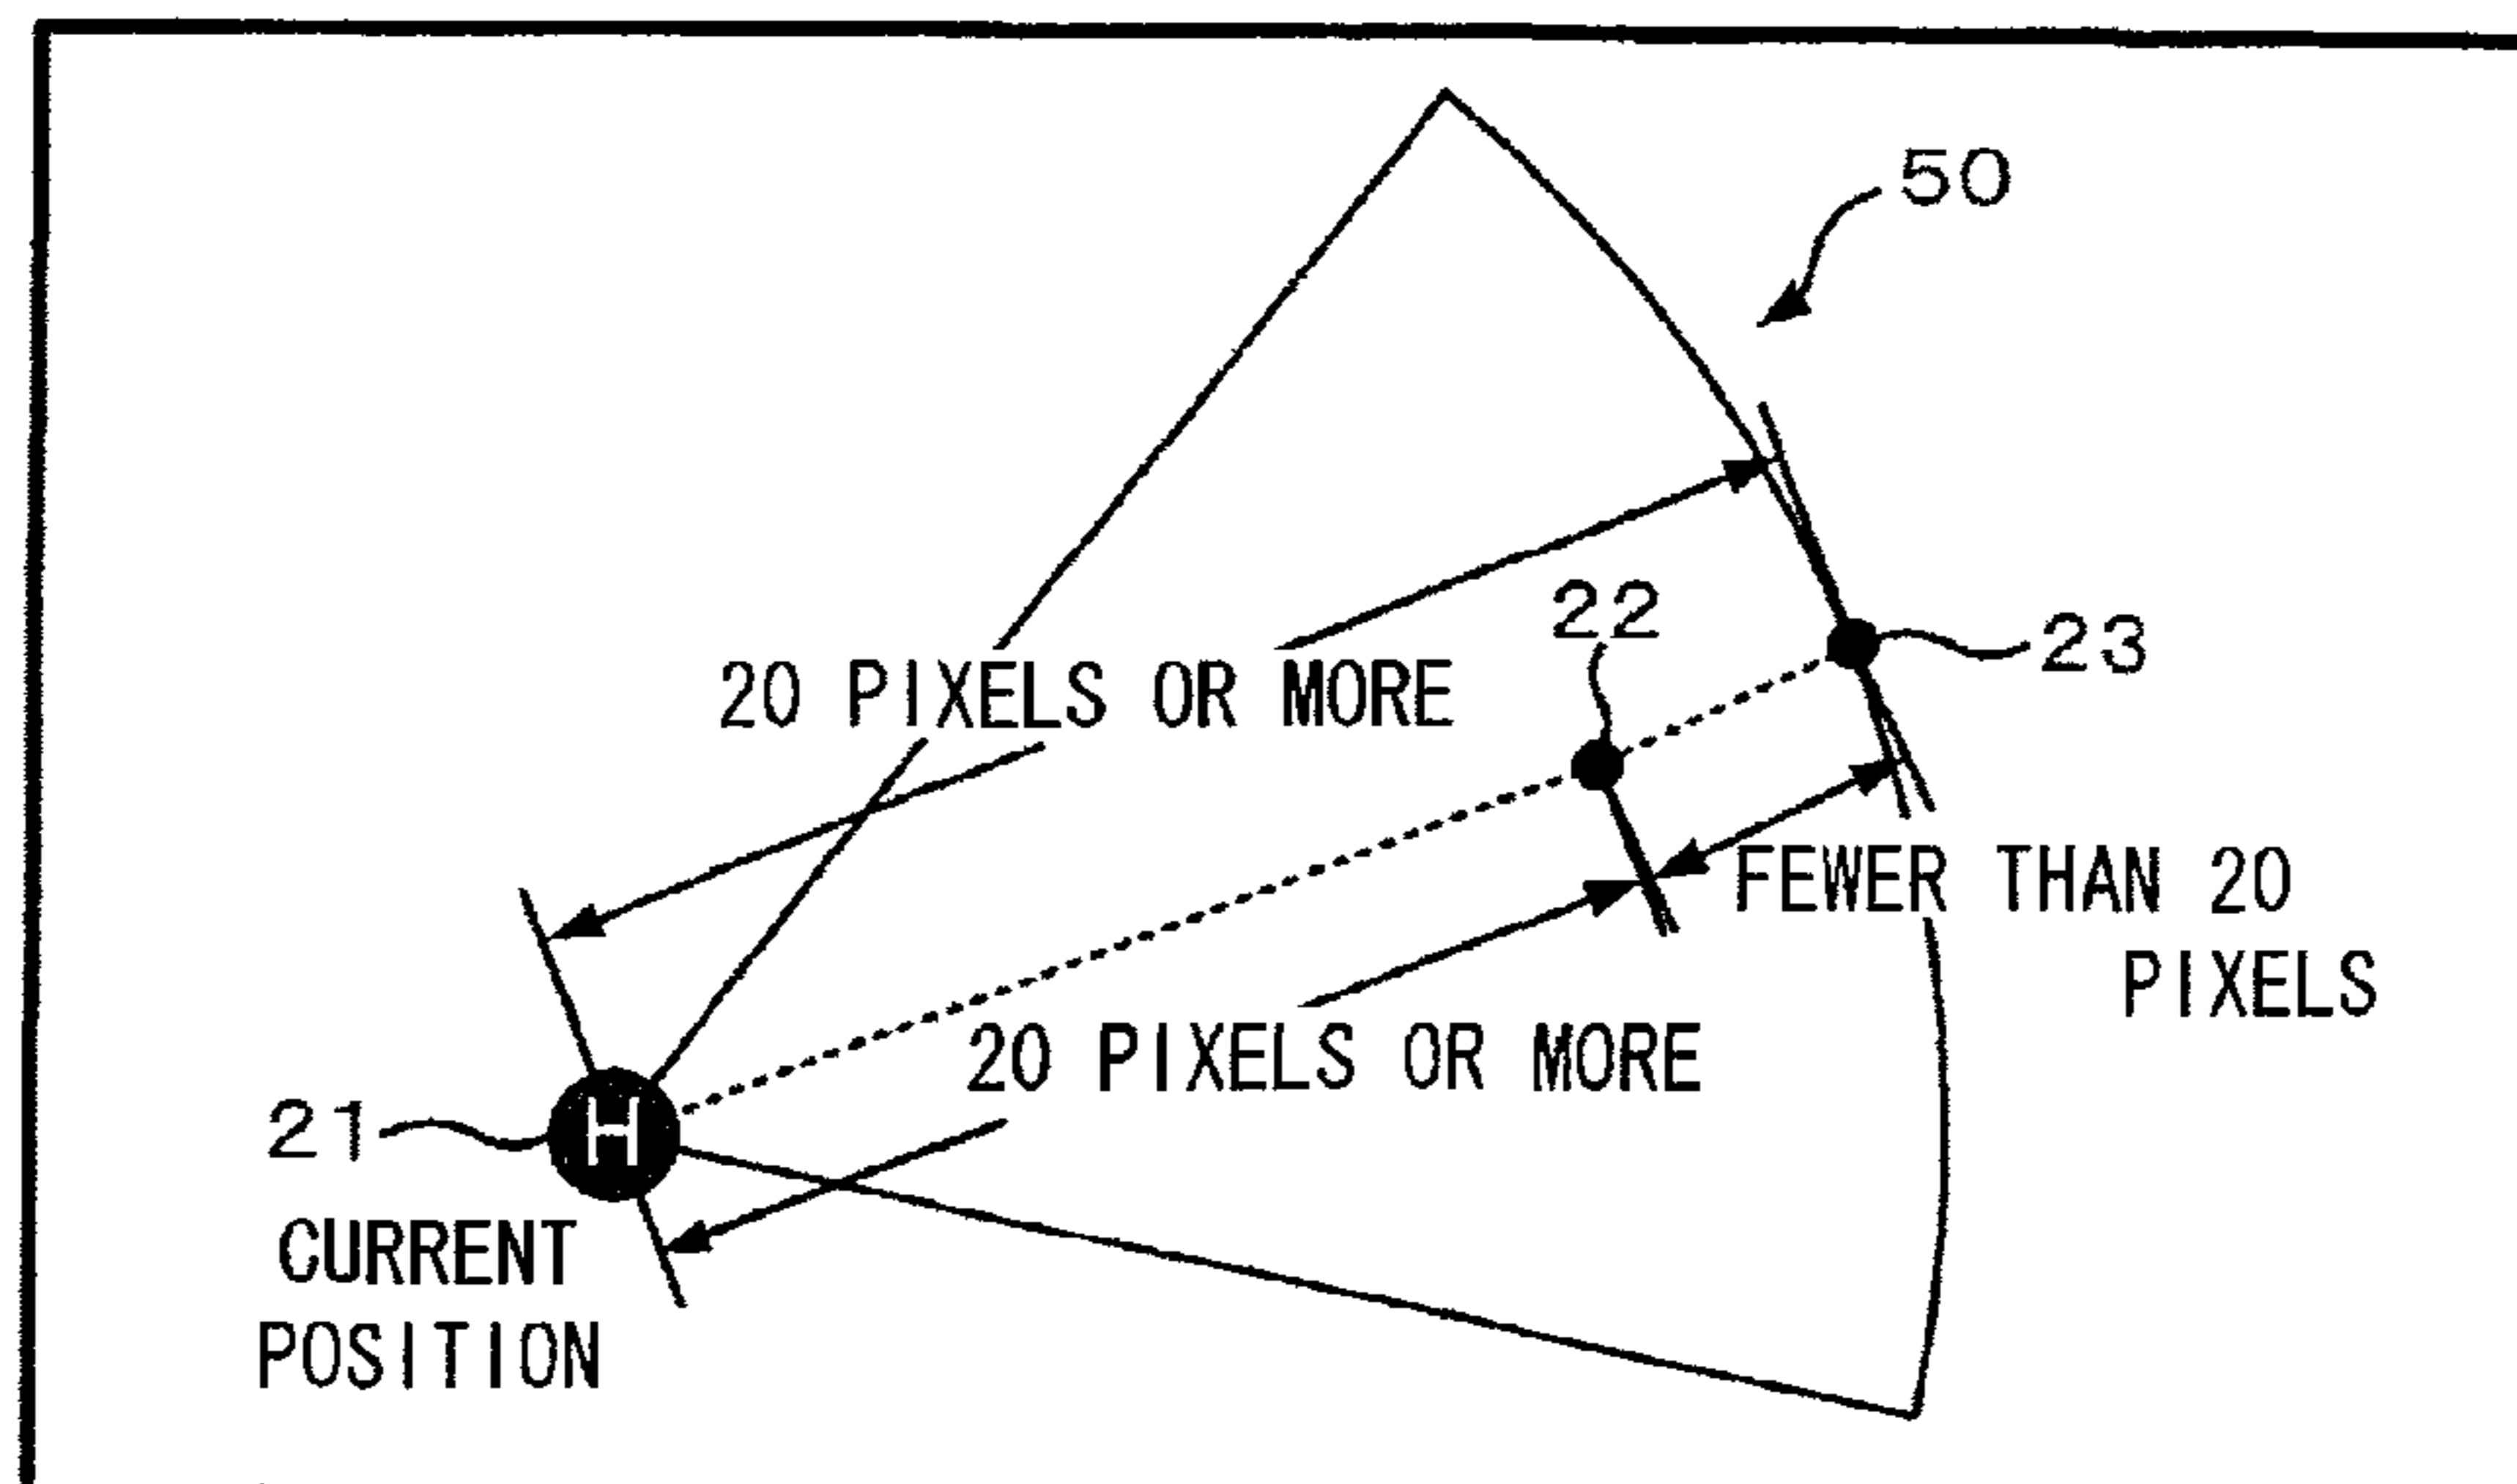 50
22
23
20 PIXELS OR MORE
FEWER THAN 20
PIXELS
20 PIXELS OR MORE
21
H
CURRENT
POSITION